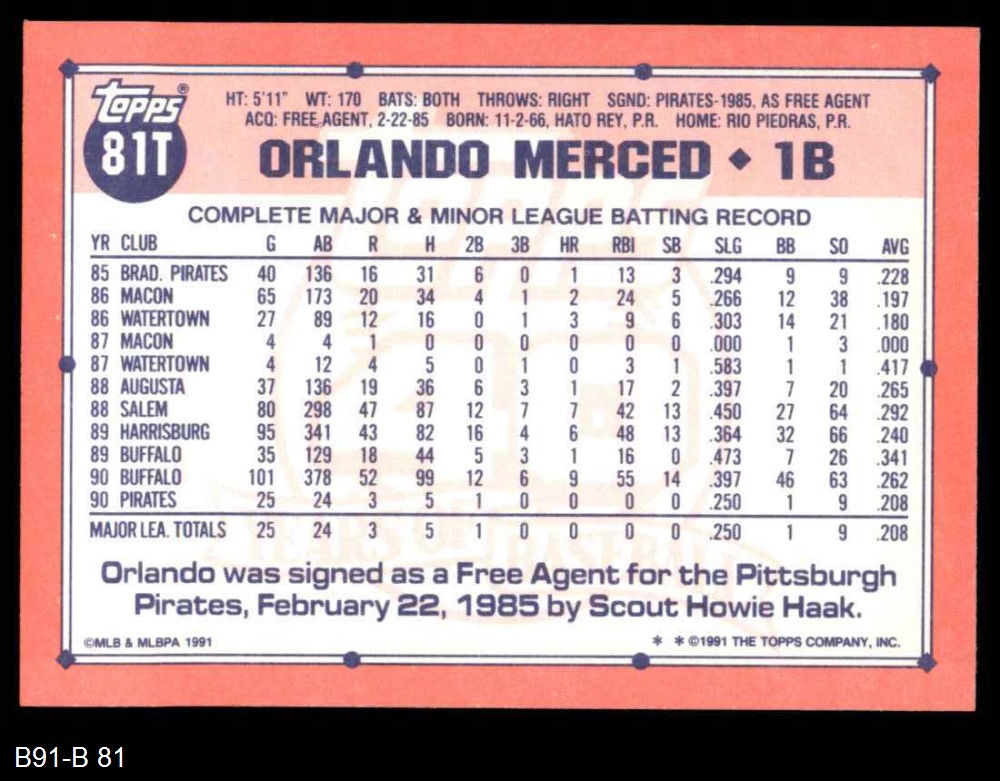 topps®
81T
HT: 5'11" WT: 170 BATS: BOTH THROWS: RIGHT SGND: PIRATES-1985, AS FREE AGENT
ACQ: FREE AGENT, 2-22-85 BORN: 11-2-66, HATO REY, P.R. HOME: RIO PIEDRAS, P.R.
ORLANDO MERCED ◆ 1B
COMPLETE MAJOR & MINOR LEAGUE BATTING RECORD
YR CLUB G AB R H 2B 3B HR RBI SB SLG BB SO AVG
85 BRAD. PIRATES 40 136 16 31 6 0 1 13 3 .294 9 9 .228
86 MACON 65 173 20 34 4 1 2 24 5 .266 12 38 .197
86 WATERTOWN 27 89 12 16 0 1 3 9 6 .303 14 21 .180
87 MACON 4 4 1 0 0 0 0 0 0 .000 1 3 .000
87 WATERTOWN 4 12 4 5 0 1 0 3 1 .583 1 1 .417
88 AUGUSTA 37 136 19 36 6 3 1 17 2 .397 7 20 .265
88 SALEM 80 298 47 87 12 7 7 42 13 .450 27 64 .292
89 HARRISBURG 95 341 43 82 16 4 6 48 13 .364 32 66 .240
89 BUFFALO 35 129 18 44 5 3 1 16 0 .473 7 26 .341
90 BUFFALO 101 378 52 99 12 6 9 55 14 .397 46 63 .262
90 PIRATES 25 24 3 5 1 0 0 0 0 .250 1 9 .208
MAJOR LEA. TOTALS 25 24 3 5 1 0 0 0 0 .250 1 9 .208
Orlando was signed as a Free Agent for the Pittsburgh
Pirates, February 22, 1985 by Scout Howie Haak.
©MLB & MLBPA 1991
* * ©1991 THE TOPPS COMPANY, INC.
TOPPS
40
YEARS OF BASEBALL
B91-B 81